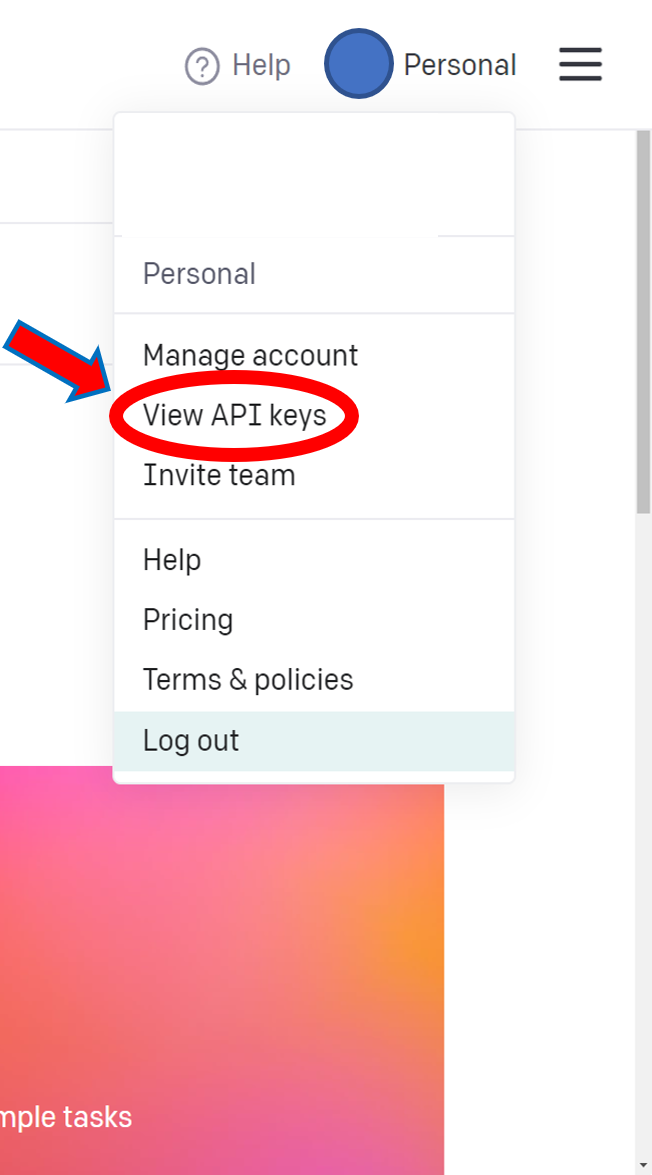 Help Personal
Personal
Manage account
View API keys
Invite team
Help
Pricing
Terms & policies
Log out
mple tasks